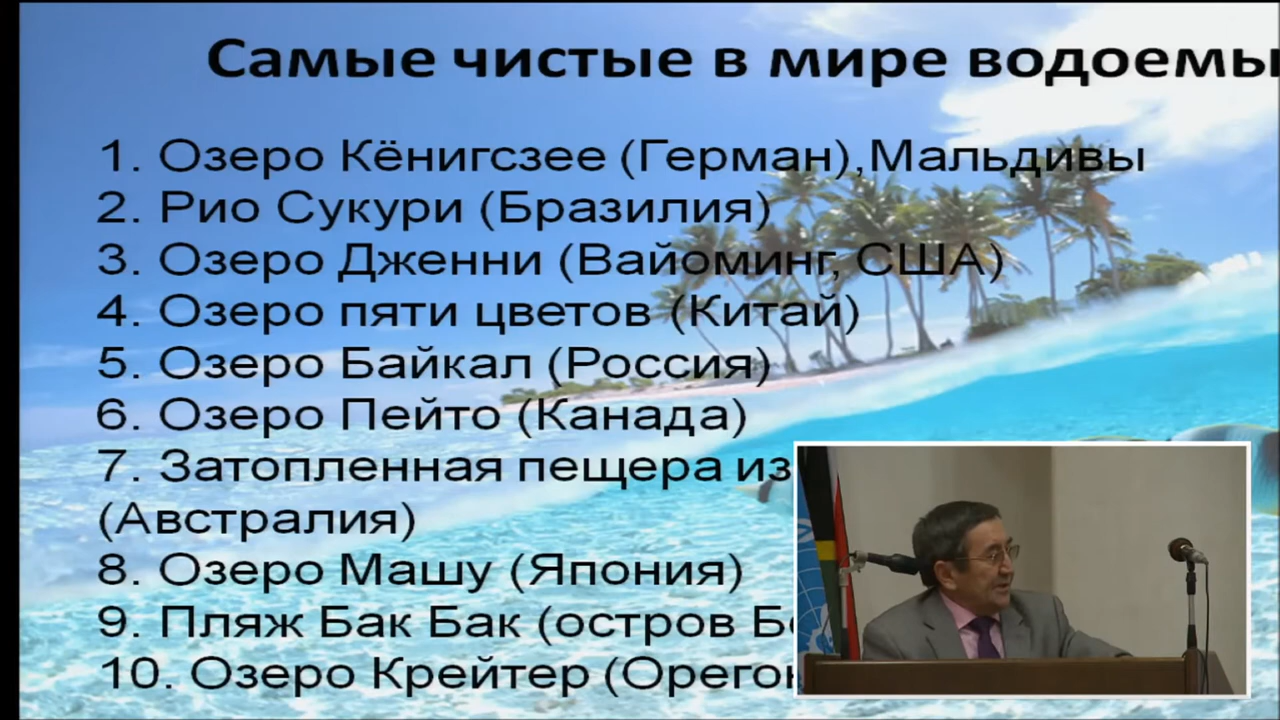 Самые чистые в мире водоемы
1. Озеро Кёнигсзее (Герман),Мальдивы
2. Рио Сукури (Бразилия)
3. Озеро Дженни (Вайоминг, США)
4. Озеро пяти цветов (Китай)
5. Озеро Байкал (Россия)
6. Озеро Пейто (Канада)
7. Затопленная пещера из
(Австралия)
8. Озеро Машу (Япония)
9. Пляж Бак Бак (остров
10. Озеро Крейтер